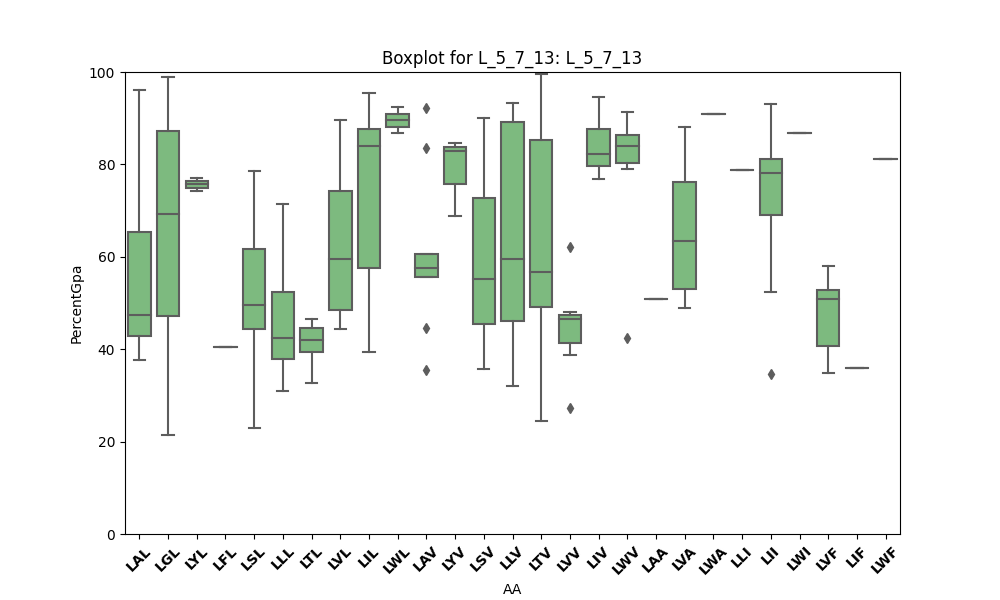 Boxplot for L_5_7_13: L_5_7_13
100
80
60
40
20
0
PercentGpa
LAL LGL LYL LFL LSL LLL LTL LVL LIL LWL LAV LYV LSV LLV LTV LVV LIV LWV LAA LVA LWA LLI LII LWI LVF LIF LWF
AA